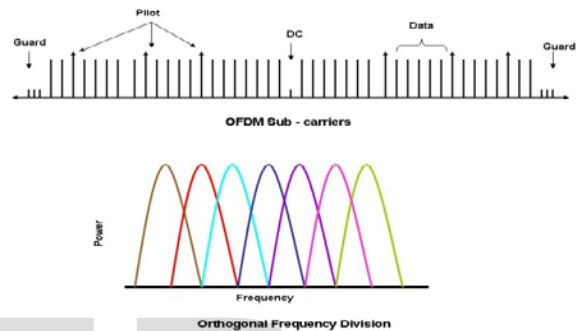 Pilot
Guard
DC
Data
Guard
OFDM Sub - carriers
Power
Frequency
Orthogonal Frequency Division